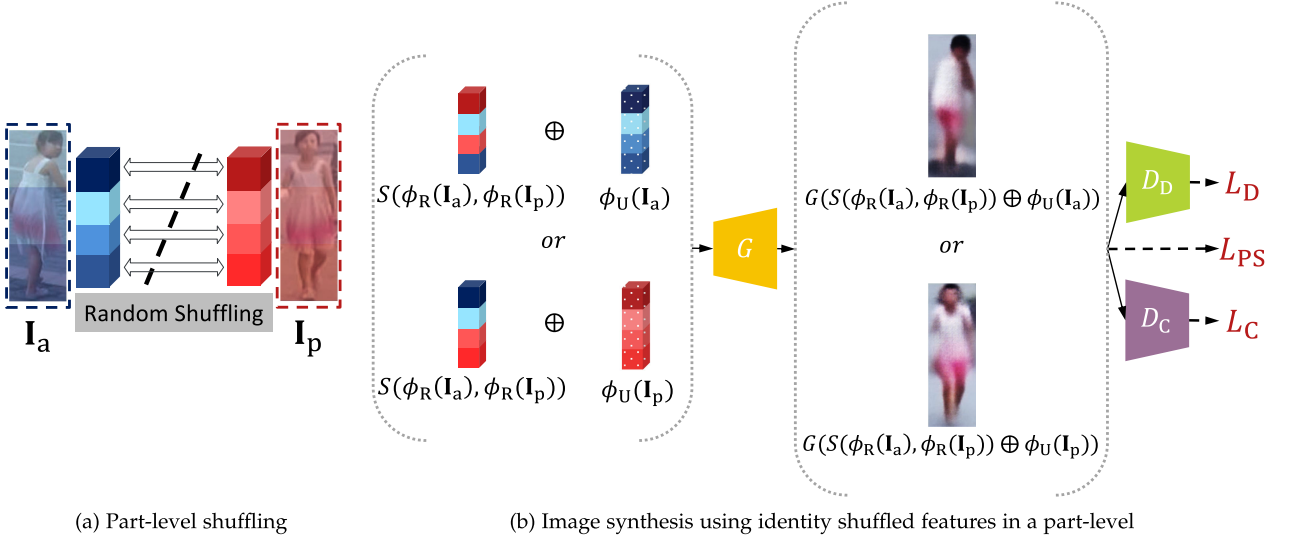 Random Shuffling
I_a
I_p
S(ϕ_R(I_a), ϕ_R(I_p))
⊕
ϕ_U(I_a)
or
S(ϕ_R(I_a), ϕ_R(I_p))
⊕
ϕ_U(I_p)
G
G(S(ϕ_R(I_a), ϕ_R(I_p)) ⊕ ϕ_U(I_a))
or
G(S(ϕ_R(I_a), ϕ_R(I_p)) ⊕ ϕ_U(I_p))
D_D
L_D
L_PS
D_C
L_C
(a) Part-level shuffling
(b) Image synthesis using identity shuffled features in a part-level